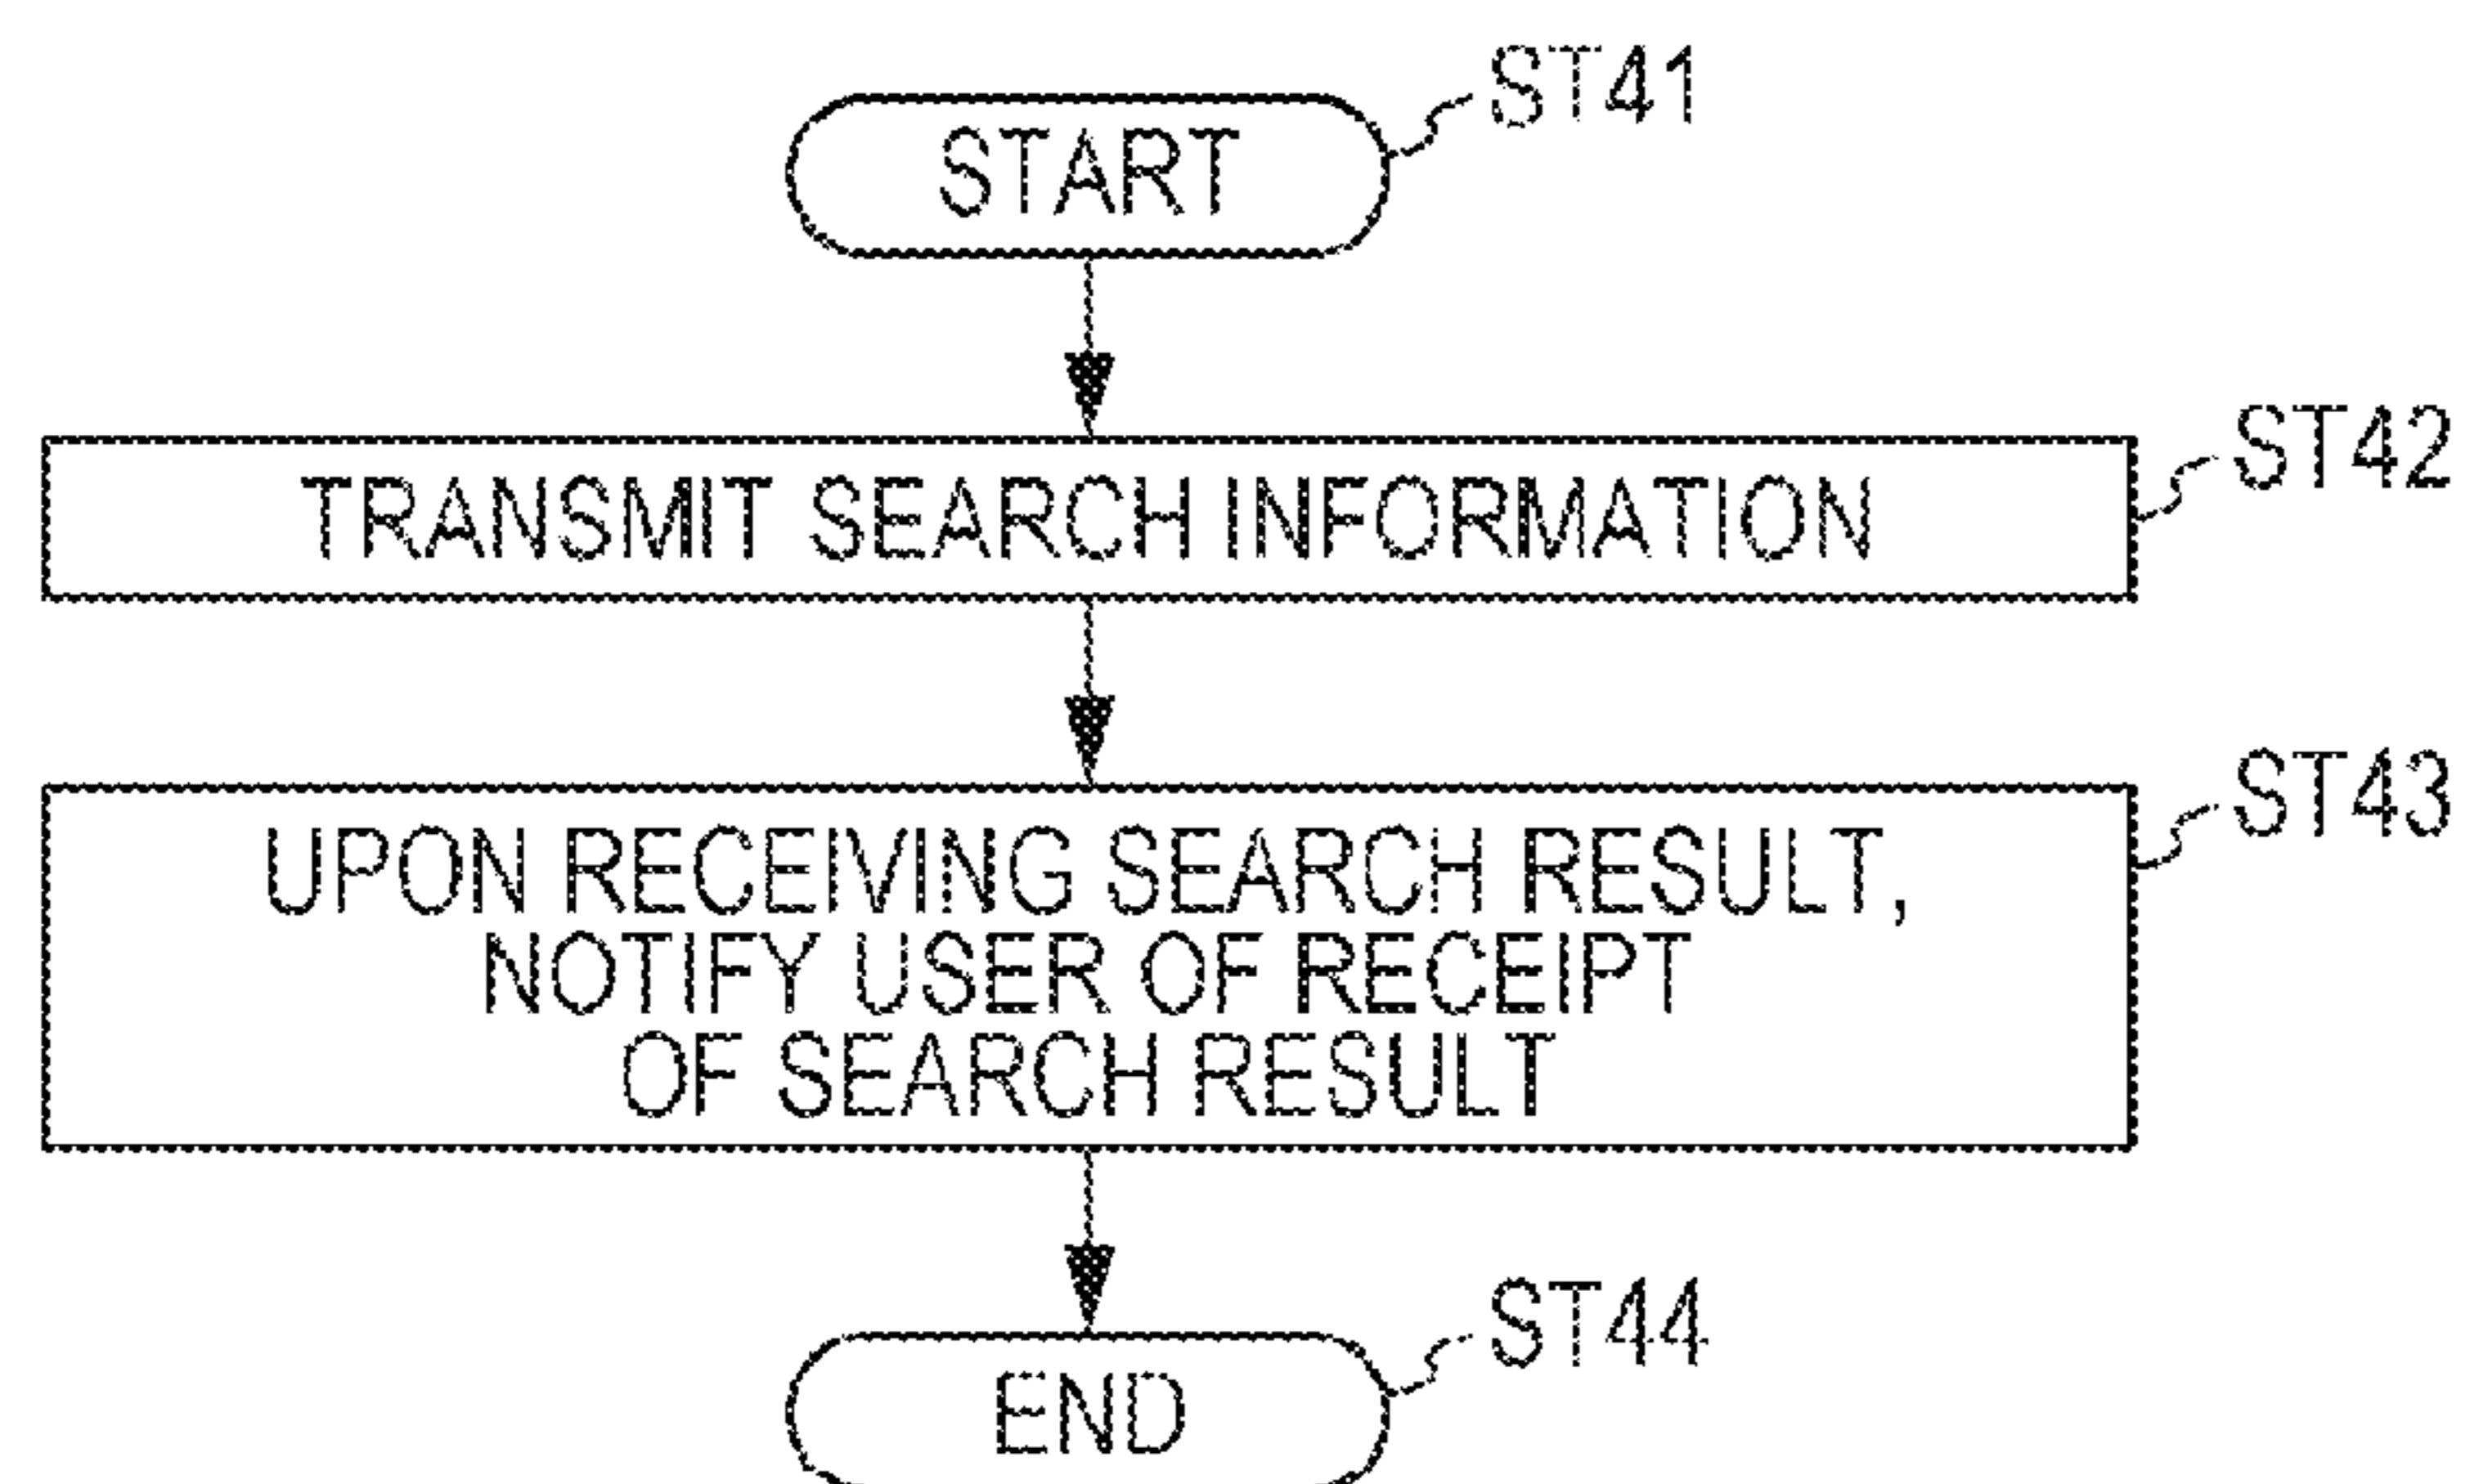 ST41
START
ST42
TRANSMIT SEARCH INFORMATION
ST43
UPON RECEIVING SEARCH RESULT,
NOTIFY USER OF RECEIPT
OF SEARCH RESULT
ST44
END